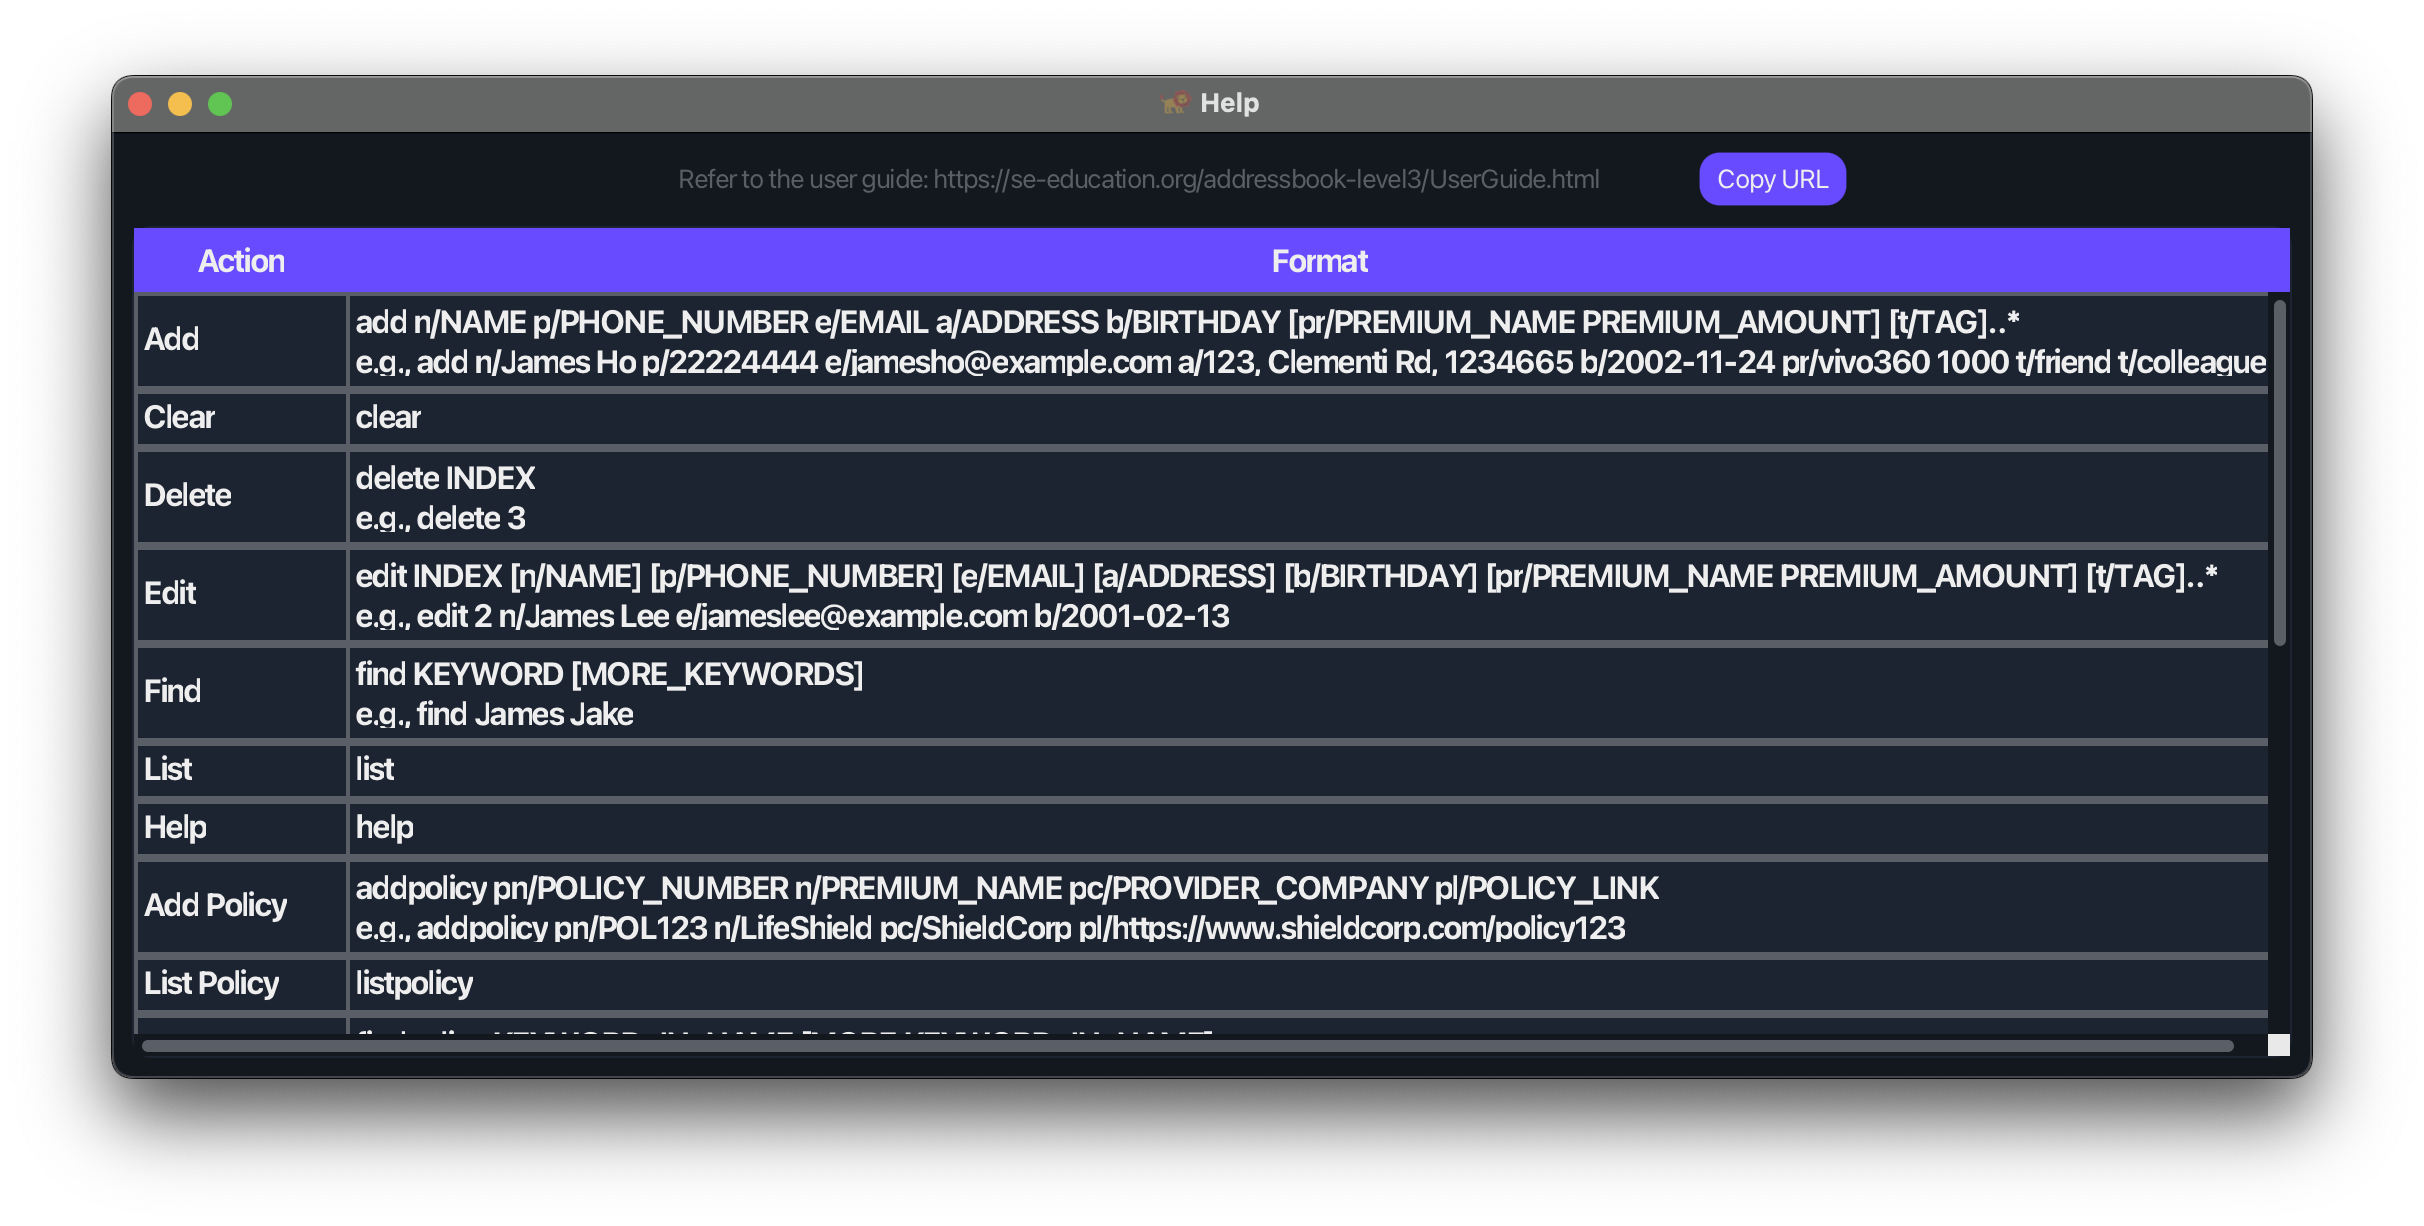 Help
Refer to the user guide: https://se-education.org/addressbook-level3/UserGuide.html
Copy URL
Action
Format
Add
add n/NAME p/PHONE_NUMBER e/EMAIL a/ADDRESS b/BIRTHDAY [pr/PREMIUM_NAME PREMIUM_AMOUNT] [t/TAG]..*
e.g., add n/James Ho p/22224444 e/jamesho@example.com a/123, Clementi Rd, 1234665 b/2002-11-24 pr/vivo360 1000 t/friend t/colleague
Clear
clear
Delete
delete INDEX
e.g., delete 3
Edit
edit INDEX [n/NAME] [p/PHONE_NUMBER] [e/EMAIL] [a/ADDRESS] [b/BIRTHDAY] [pr/PREMIUM_NAME PREMIUM_AMOUNT] [t/TAG]..*
e.g., edit 2 n/James Lee e/jameslee@example.com b/2001-02-13
Find
find KEYWORD [MORE_KEYWORDS]
e.g., find James Jake
List
list
Help
help
Add Policy
addpolicy pn/POLICY_NUMBER n/PREMIUM_NAME pc/PROVIDER_COMPANY pl/POLICY_LINK
e.g., addpolicy pn/POL123 n/LifeShield pc/ShieldCorp pl/https://www.shieldcorp.com/policy123
List Policy
listpolicy